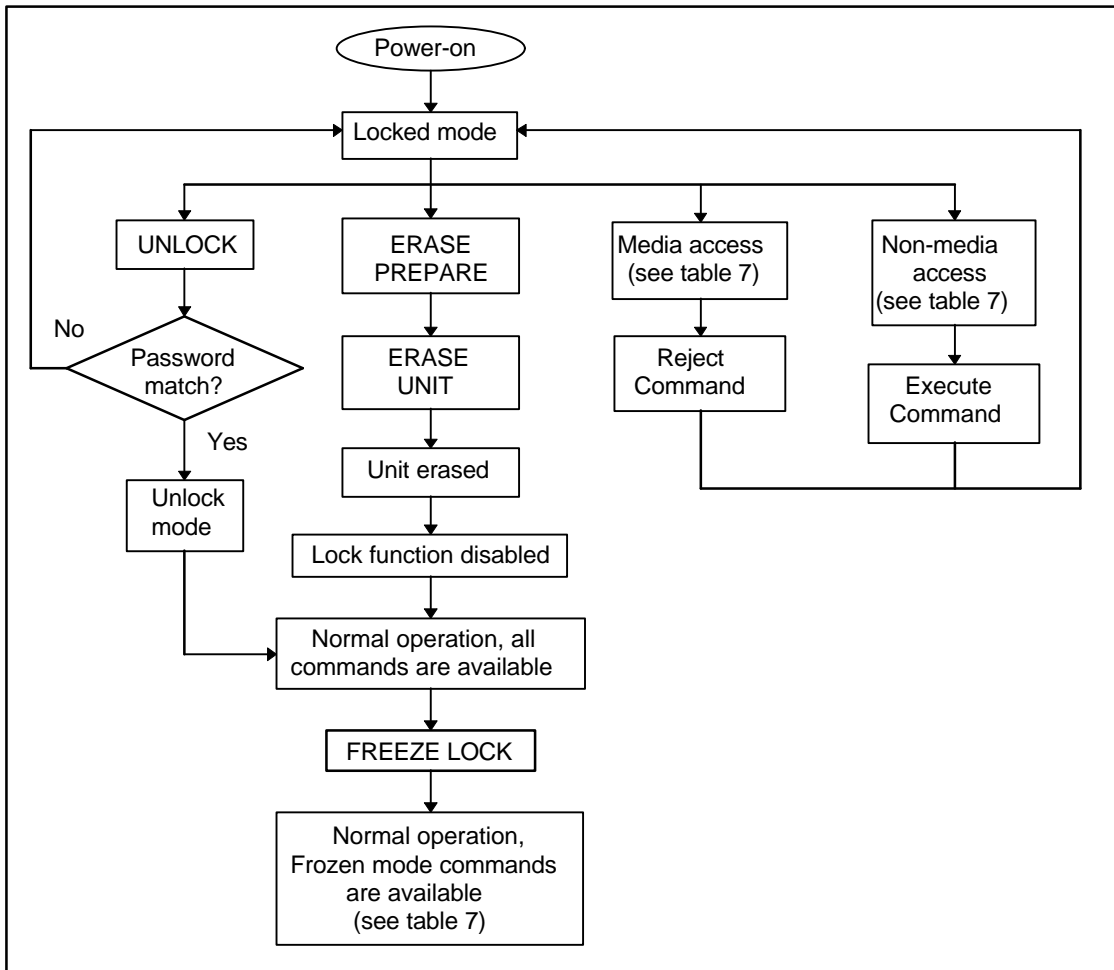 Power-on
Locked mode
UNLOCK
ERASE
PREPARE
Media access
(see table 7)
Non-media
access
(see table 7)
No
Password
match?
ERASE
UNIT
Reject
Command
Execute
Command
Yes
Unit erased
Unlock
mode
Lock function disabled
Normal operation, all
commands are available
FREEZE LOCK
Normal operation,
Frozen mode commands
are available
(see table 7)